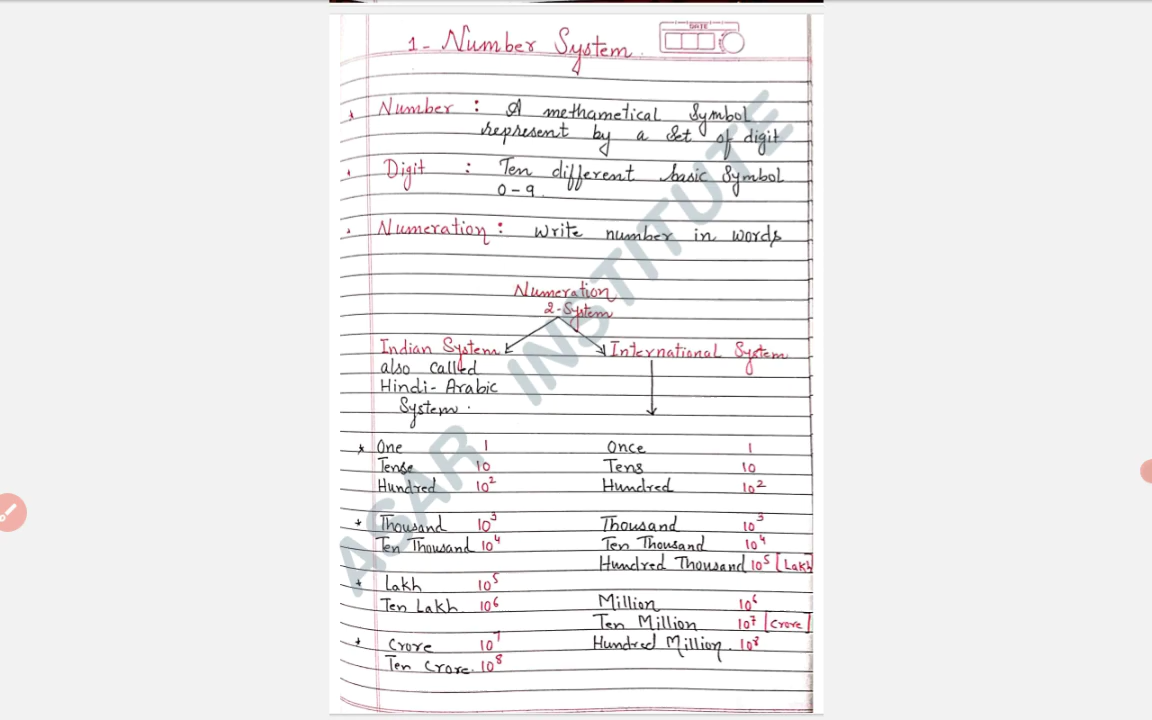 1- Number System.
DATE
Number : A methametical Symbol
represent by a set of digit
Digit : Ten different basic Symbol
0-9
Numeration : Write number in words
Numeration
2-System
Indian System International System
also called
Hindi-Arabic
System.
* One 1 Once 1
Tense 10 Tens 10
Hundred 10² Hundred 10²
* Thousand 10³ Thousand 10³
Ten Thousand 10⁴ Ten Thousand 10⁴
Hundred Thousand 10⁵ [Lakh]
* Lakh 10⁵
Ten Lakh 10⁶ Million 10⁶
Ten Million 10⁷ [Crore]
* Crore 10⁷ Hundred Million. 10⁸
Ten Crore. 10⁸
ASAR INSTITUTE